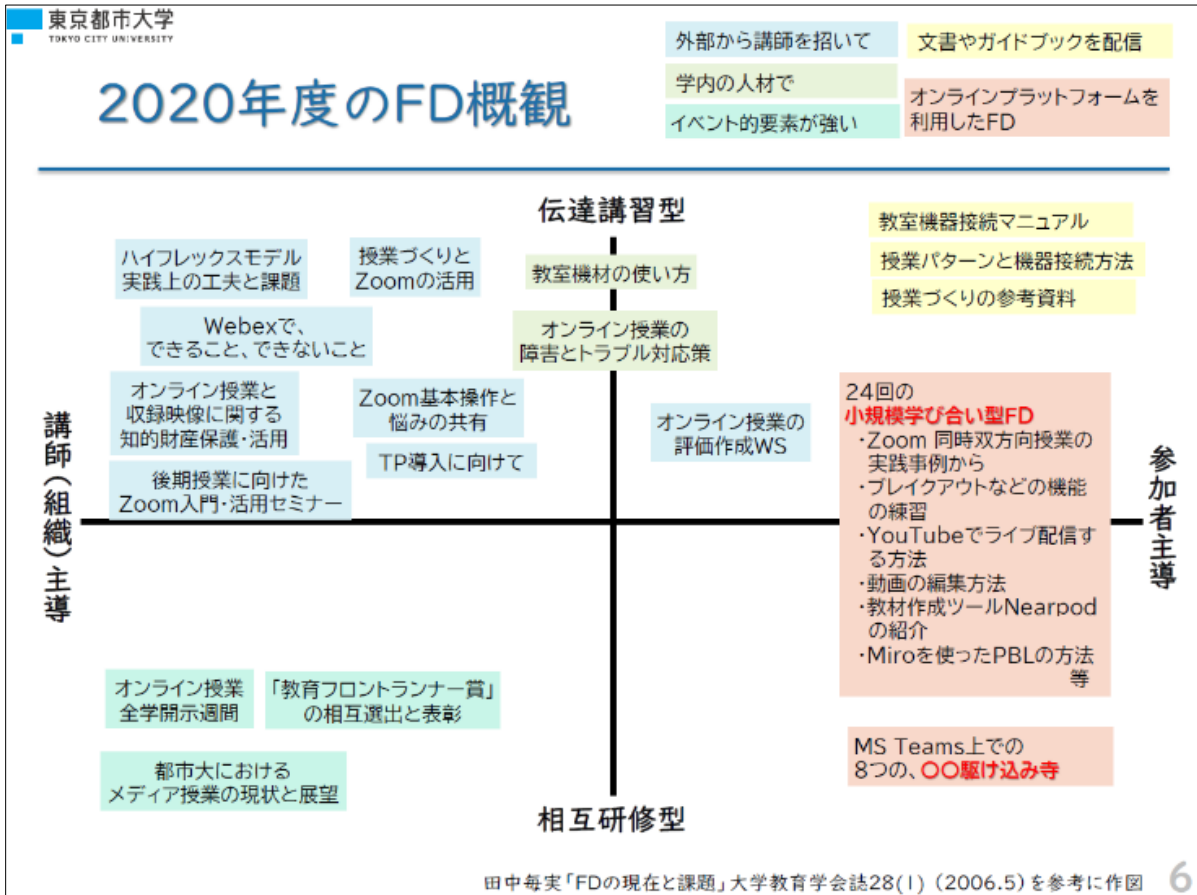 東京都市大学
TOKYO CITY UNIVERSITY
2020年度のFD概観
外部から講師を招いて
学内の人材で
イベント的要素が強い
文書やガイドブックを配信
オンラインプラットフォームを
利用したFD
伝達講習型
ハイフレックスモデル
実践上の工夫と課題
授業づくりと
Zoomの活用
Webexで、
できること、できないこと
オンライン授業と
収録映像に関する
知的財産保護・活用
Zoom基本操作と
悩みの共有
TP導入に向けて
後期授業に向けた
Zoom入門・活用セミナー
教室機材の使い方
オンライン授業の
障害とトラブル対応策
オンライン授業の
評価作成WS
教室機器接続マニュアル
授業パターンと機器接続方法
授業づくりの参考資料
24回の
小規模学び合い型FD
・Zoom 同時双方向授業の
実践事例から
・ブレイクアウトなどの機能
の練習
・YouTubeでライブ配信す
る方法
・動画の編集方法
・教材作成ツールNearpod
の紹介
・Miroを使ったPBLの方法
等
講師(組織)主導
参加者主導
オンライン授業
全学開示週間
「教育フロントランナー賞」
の相互選出と表彰
都市大における
メディア授業の現状と展望
MS Teams上での
8つの、〇〇駆け込み寺
相互研修型
田中毎実「FDの現在と課題」大学教育学会誌28(1) (2006.5)を参考に作図
6